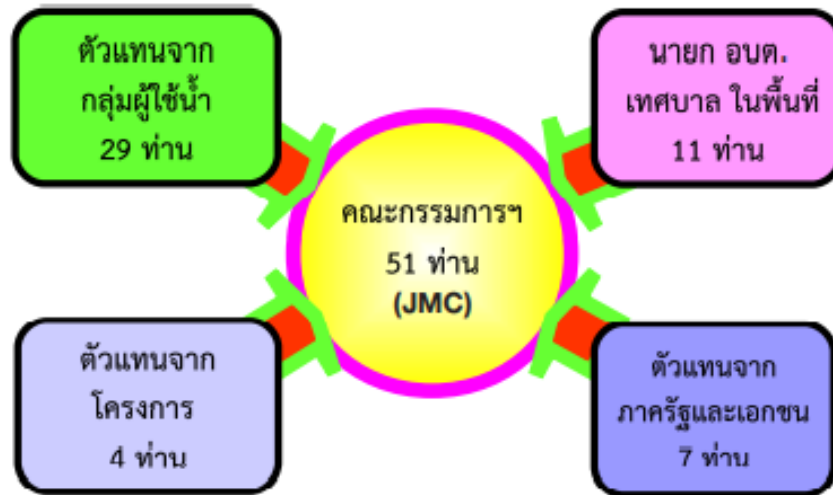 ตัวแทนจาก
กลุ่มผู้ใช้น้ำ
29 ท่าน
นายก อบต.
เทศบาล ในพื้นที่
11 ท่าน
คณะกรรมการฯ
51 ท่าน
(JMC)
ตัวแทนจาก
โครงการ
4 ท่าน
ตัวแทนจาก
ภาครัฐและเอกชน
7 ท่าน